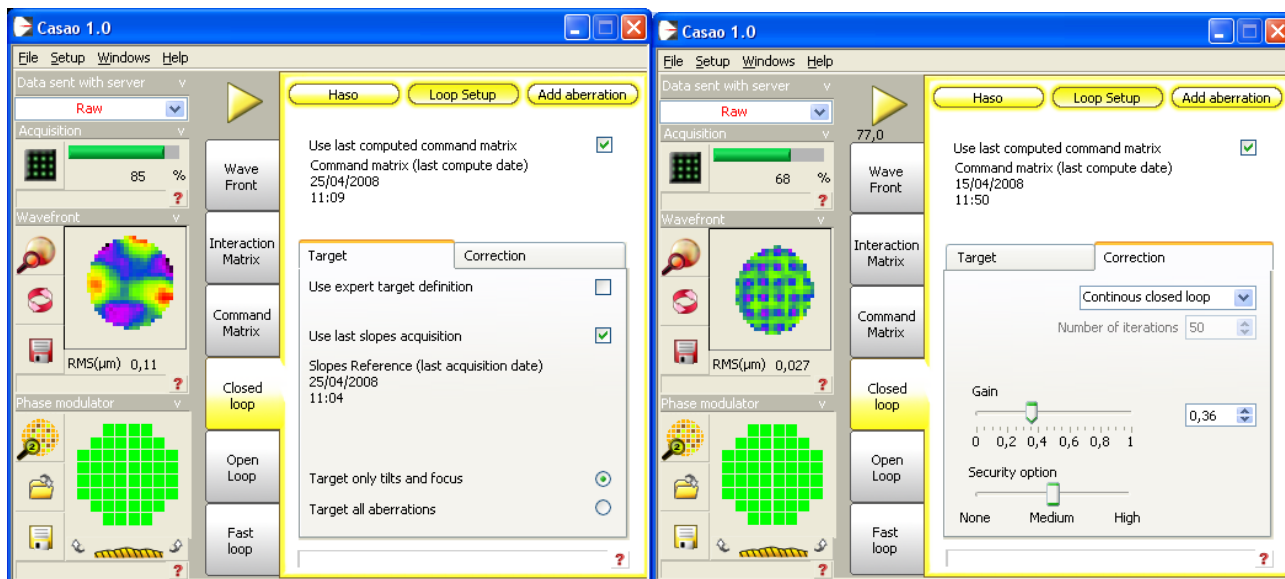 Casao 1.0
File Setup Windows Help
Data sent with server v
Raw
Acquisition v
85 %
?
Wavefront v
RMS(µm) 0,11
?
Phase modulator v
2
?
Wave
Front
Interaction
Matrix
Command
Matrix
Closed
loop
Open
Loop
Fast
loop
Haso Loop Setup Add aberration
Use last computed command matrix
Command matrix (last compute date)
25/04/2008
11:09
Target Correction
Use expert target definition
Use last slopes acquisition
Slopes Reference (last acquisition date)
25/04/2008
11:04
Target only tilts and focus
Target all aberrations
?
Casao 1.0
File Setup Windows Help
Data sent with server v
Raw
Acquisition v
68 %
?
Wavefront v
RMS(µm) 0,027
?
Phase modulator v
2
?
77,0
Wave
Front
Interaction
Matrix
Command
Matrix
Closed
loop
Open
Loop
Fast
loop
Haso Loop Setup Add aberration
Use last computed command matrix
Command matrix (last compute date)
15/04/2008
11:50
Target Correction
Continous closed loop
Number of iterations 50
Gain
0,36
0 0,2 0,4 0,6 0,8 1
Security option
None Medium High
?